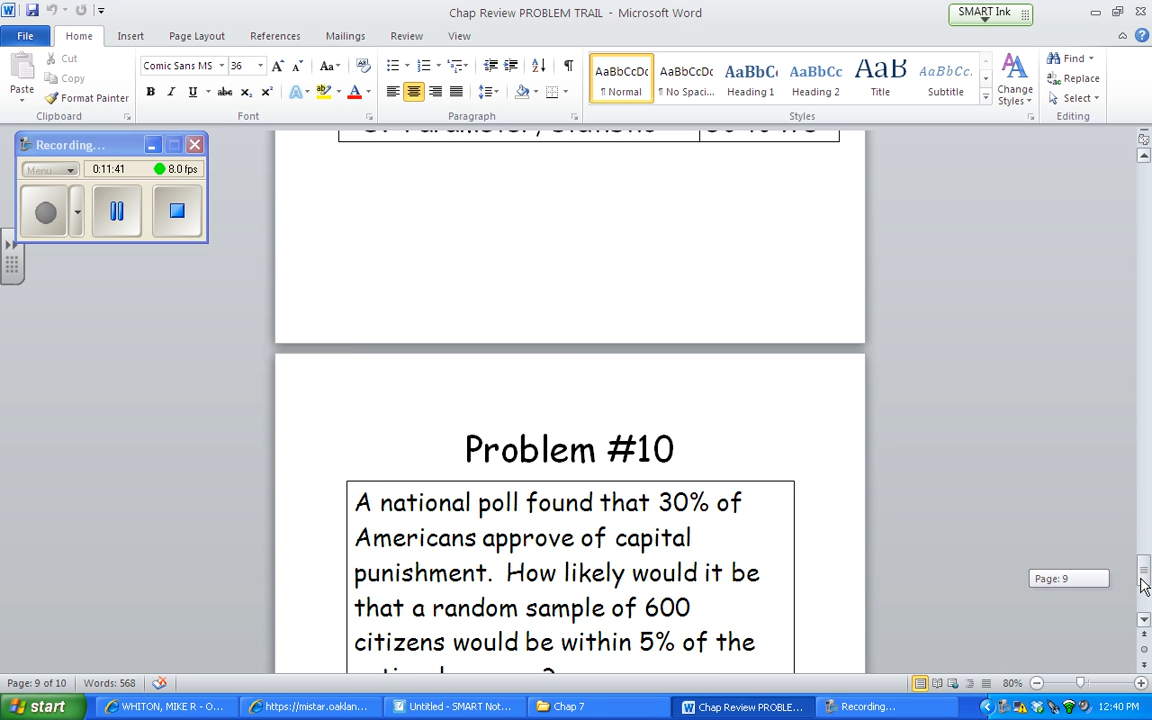 Chap Review PROBLEM TRAIL - Microsoft Word
SMART Ink
File Home Insert Page Layout References Mailings Review View
Paste
Cut
Copy
Format Painter
Clipboard
Comic Sans MS 36
Font
Paragraph
AaBbCcDc AaBbCcDc AaBbCc AaBbCc AaB AaBbCc.
¶ Normal ¶ No Spaci... Heading 1 Heading 2 Title Subtitle
Change Styles
Styles
Find
Replace
Select
Editing
Recording...
Menu 0:11:41 8.0 fps
Problem #10
A national poll found that 30% of
Americans approve of capital
punishment. How likely would it be
that a random sample of 600
citizens would be within 5% of the
Page: 9
Page: 9 of 10 Words: 568 80%
start WHITON, MIKE R - O... https://mistar.oaklan... Untitled - SMART Not... Chap 7 Chap Review PROBLE... Recording... 12:40 PM